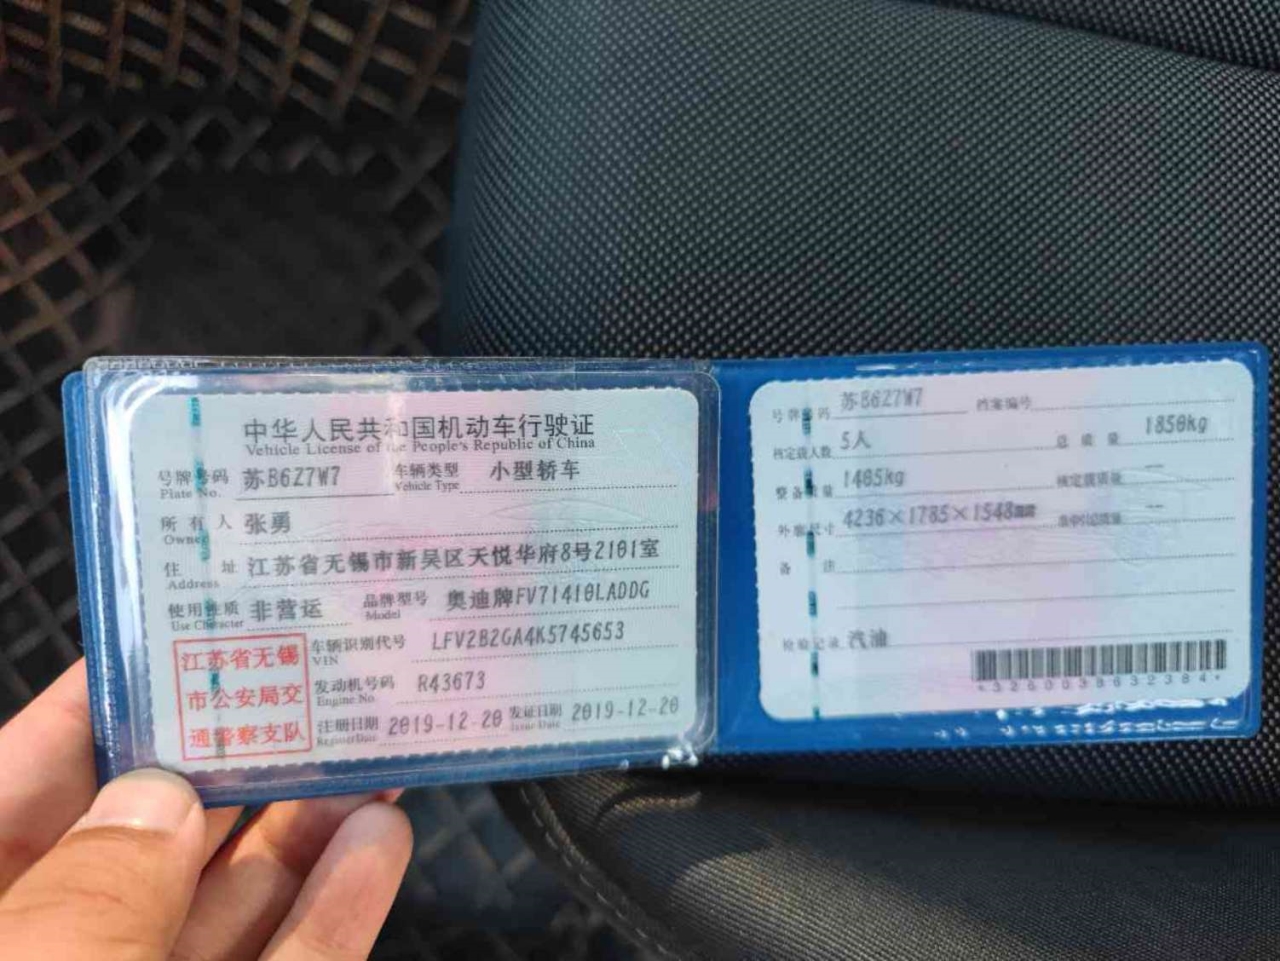 中华人民共和国机动车行驶证
Vehicle License of the People's Republic of China
号牌号码 苏B6Z7W7 车辆类型 小型轿车
Plate No. Vehicle Type
所有人 张勇
Owner
住址 江苏省无锡市新吴区天悦华府8号2101室
Address
使用性质 非营运 品牌型号 奥迪牌FV7141BLADDG
Use Character Model
江苏省无锡
市公安局交
通警察支队
车辆识别代号 LFV2B2GA4K5745653
VIN
发动机号码 R43673
Engine No.
注册日期 2019-12-20 发证日期 2019-12-20
Register Date Issue Date
号牌号码 苏B6Z7W7 档案编号
核定载人数 5人 总质量 1850kg
整备质量 1405kg 核定载质量 —
外廓尺寸 4236×1785×1548mm —
备注
检验记录 汽油